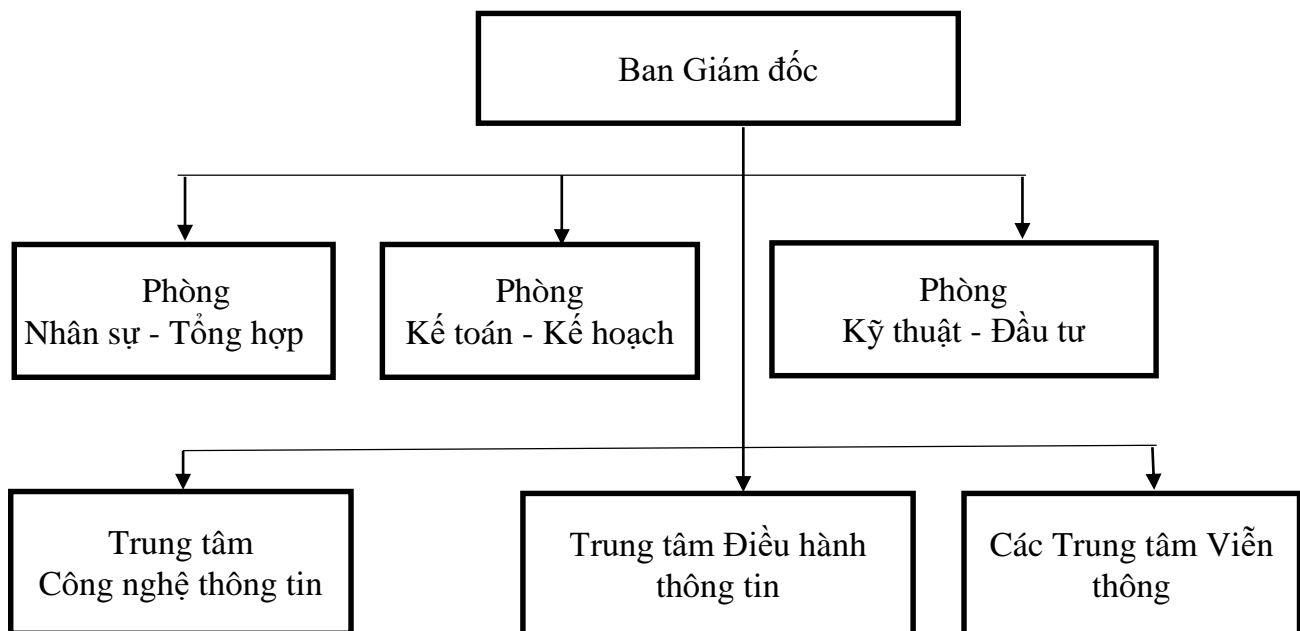 Ban Giám đốc
Phòng
Nhân sự - Tổng hợp
Phòng
Kế toán - Kế hoạch
Phòng
Kỹ thuật - Đầu tư
Trung tâm
Công nghệ thông tin
Trung tâm Điều hành
thông tin
Các Trung tâm Viễn
thông